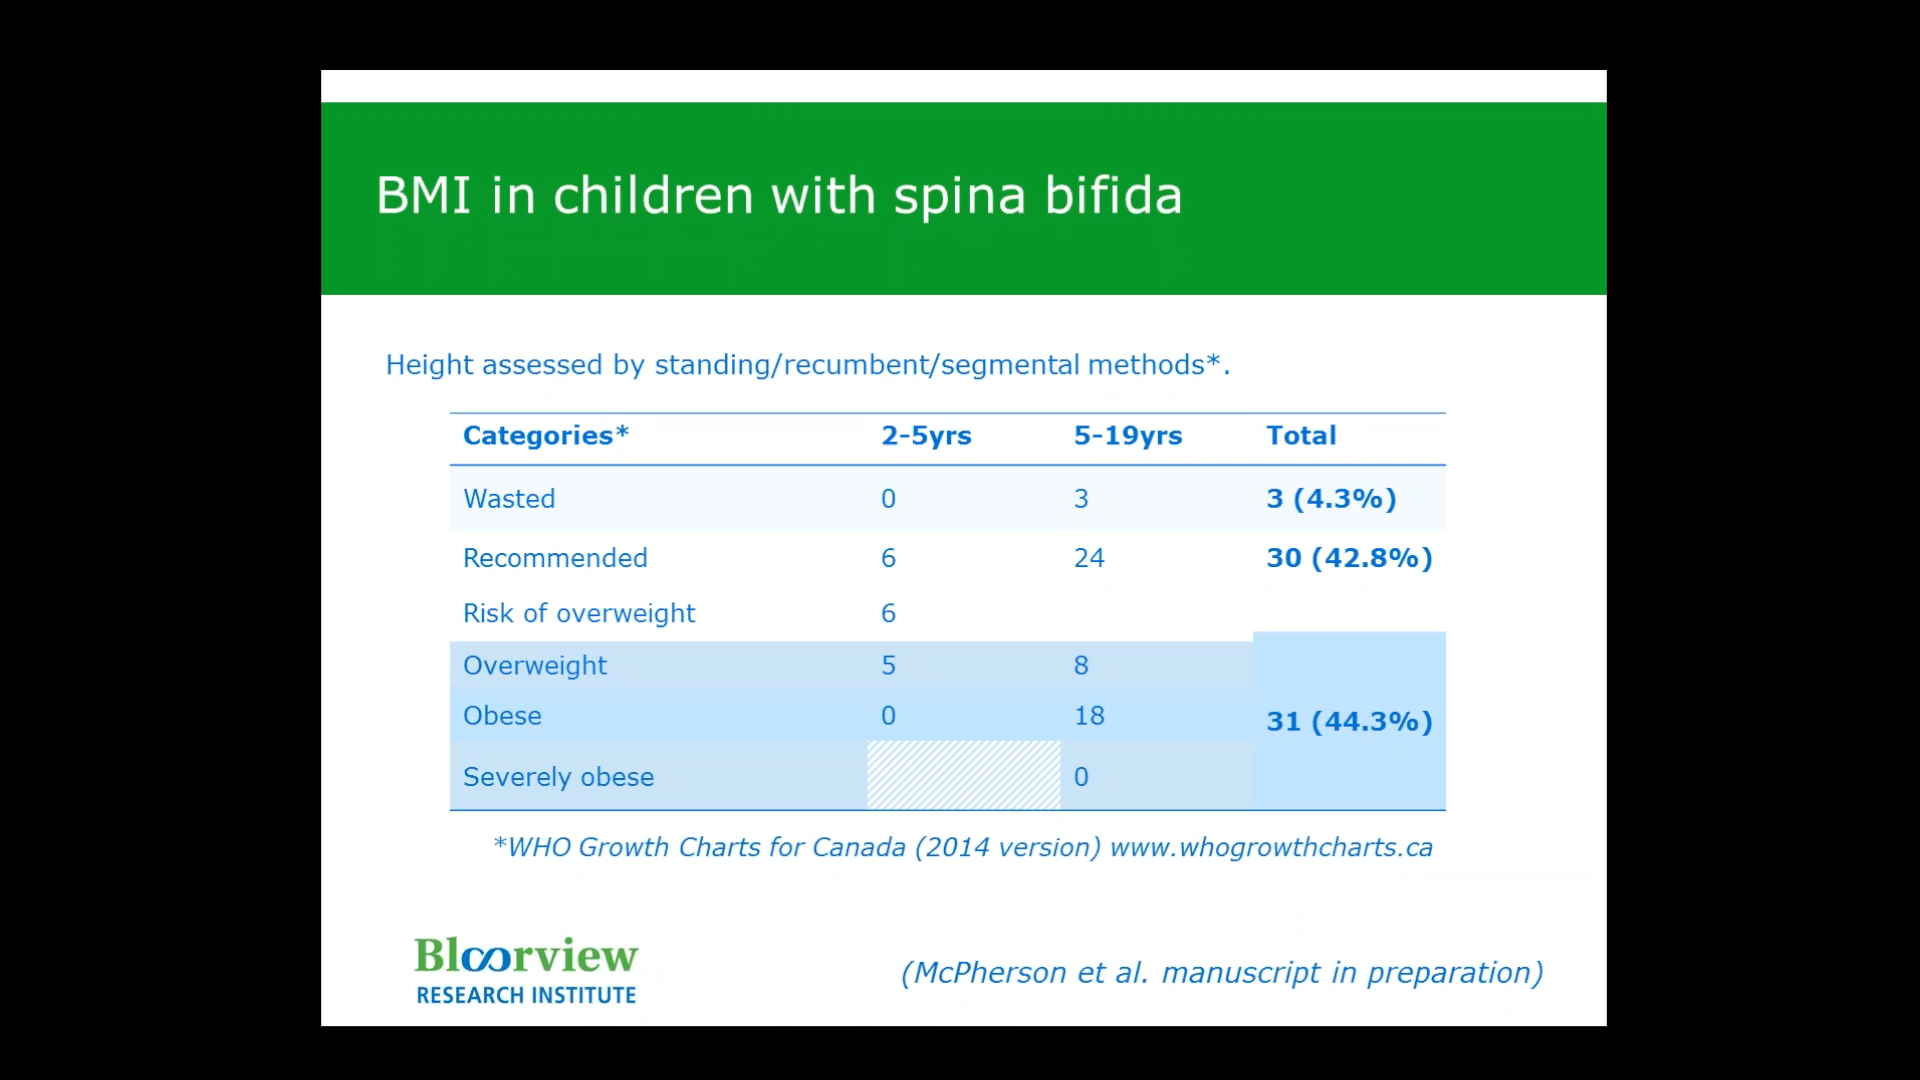 BMI in children with spina bifida
Height assessed by standing/recumbent/segmental methods*.
Categories* 2-5yrs 5-19yrs Total
Wasted 0 3 3 (4.3%)
Recommended 6 24 30 (42.8%)
Risk of overweight 6
Overweight 5 8
Obese 0 18 31 (44.3%)
Severely obese 0
*WHO Growth Charts for Canada (2014 version) www.whogrowthcharts.ca
Bloorview
RESEARCH INSTITUTE
(McPherson et al. manuscript in preparation)